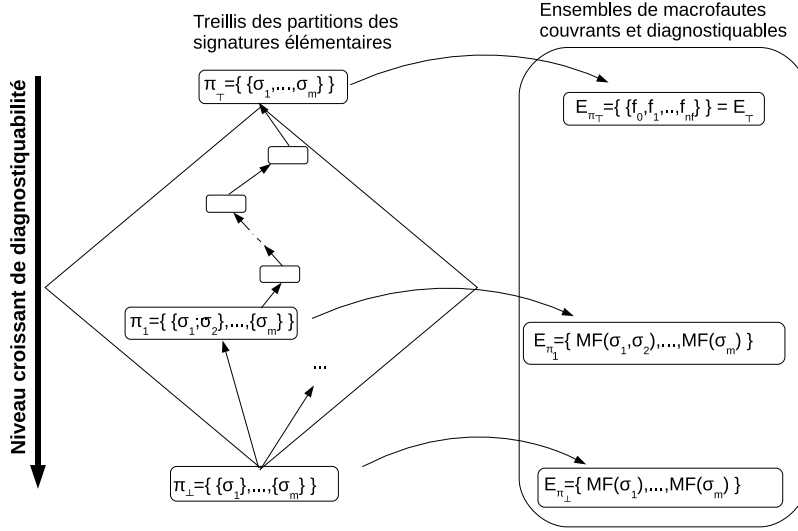 Treillis des partitions des
signatures élémentaires
Ensembles de macrofautes
couvrants et diagnostiquables
Niveau croissant de diagnostiquabilité
π⊤={ {σ1,...,σm} }
Eπ⊤={ {f0,f1,..,fnf} } = E⊤
π1={ {σ1;σ2},...,{σm} }
Eπ1={ MF(σ1,σ2),...,MF(σm) }
...
π⊥={ {σ1},...,{σm} }
Eπ⊥={ MF(σ1),...,MF(σm) }